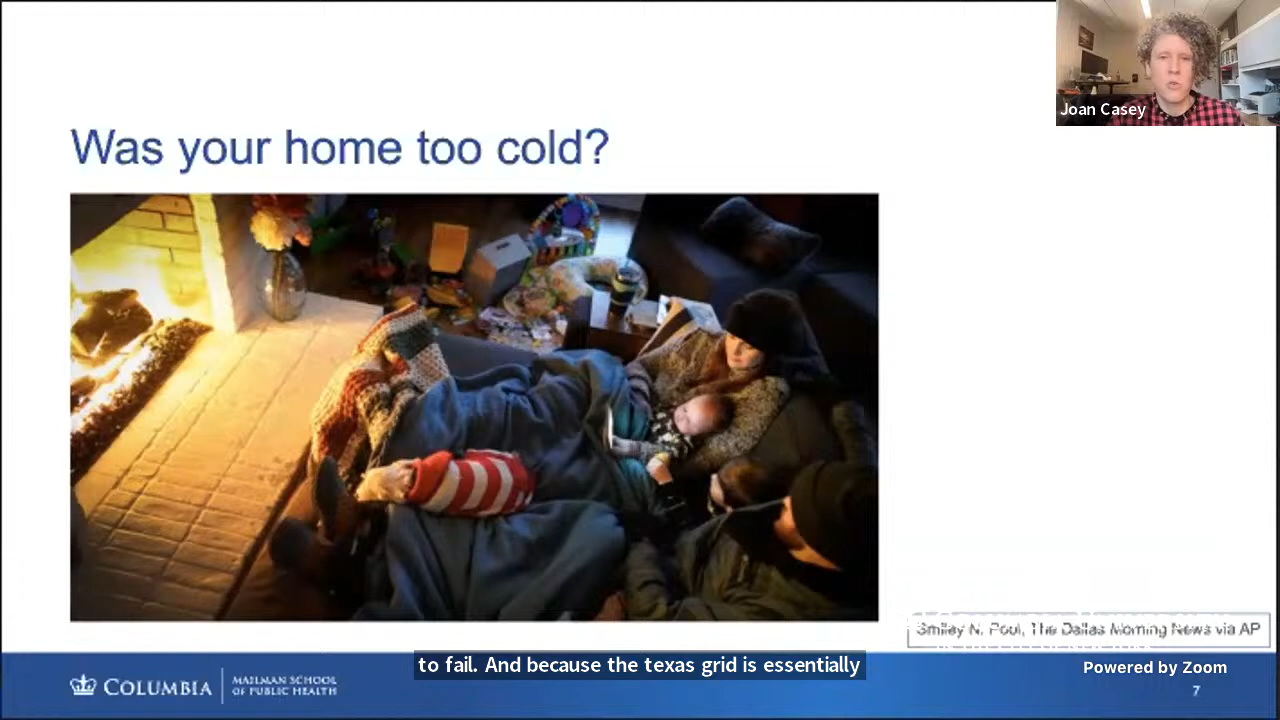 Joan Casey
Was your home too cold?
Smiley N. Pool, The Dallas Morning News via AP
to fail. And because the texas grid is essentially
Powered by Zoom
COLUMBIA
MAILMAN SCHOOL
OF PUBLIC HEALTH
7